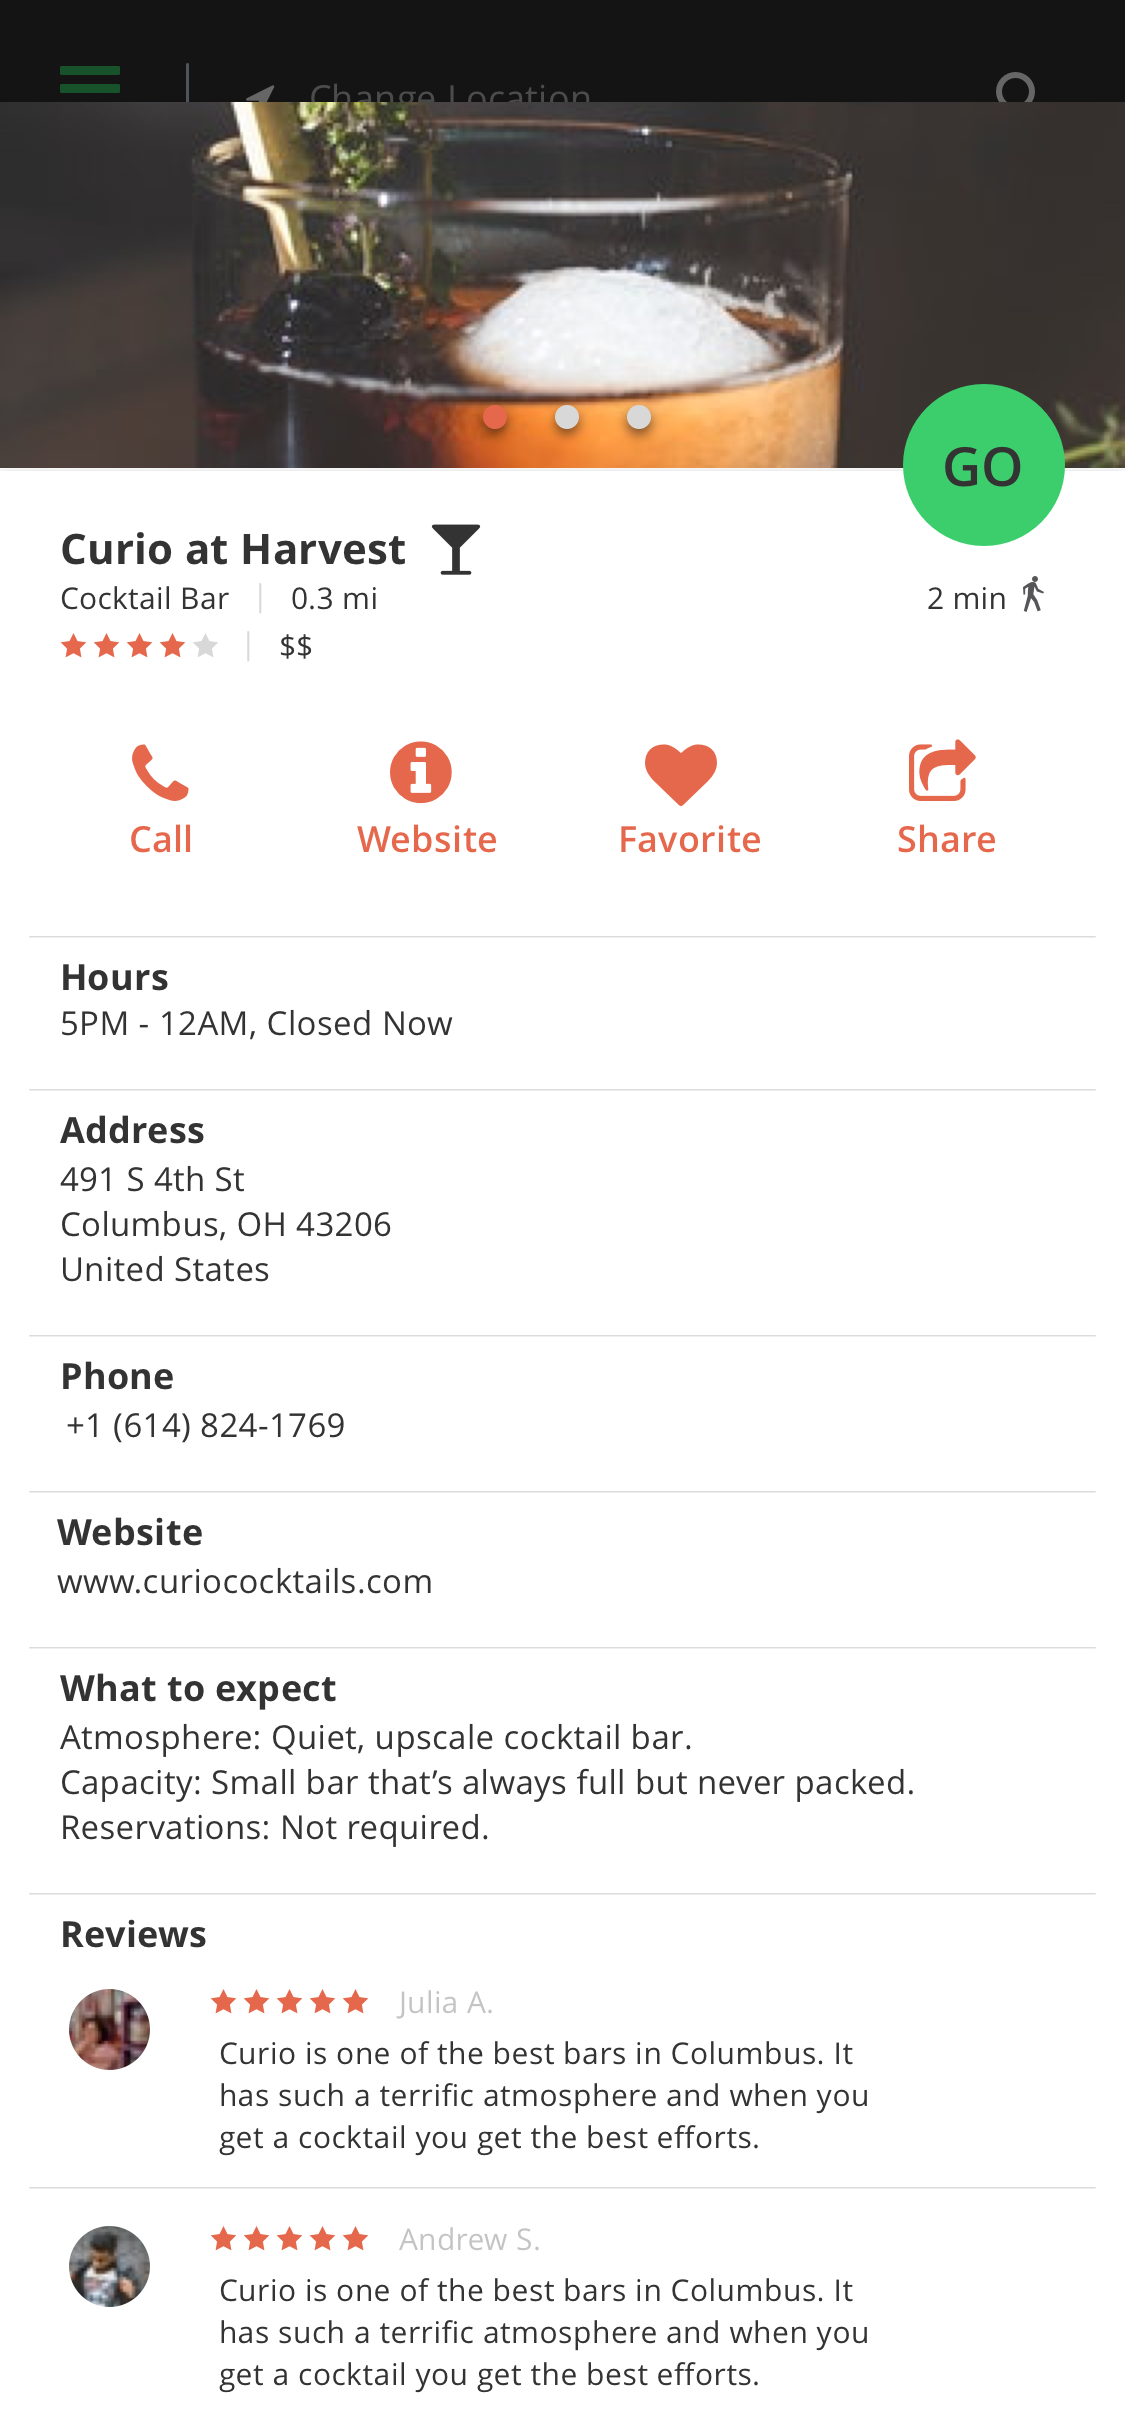 Change Location
GO
Curio at Harvest
Cocktail Bar 0.3 mi
2 min
$$
Call Website Favorite Share
Hours
5PM - 12AM, Closed Now
Address
491 S 4th St
Columbus, OH 43206
United States
Phone
+1 (614) 824-1769
Website
www.curiococktails.com
What to expect
Atmosphere: Quiet, upscale cocktail bar.
Capacity: Small bar that’s always full but never packed.
Reservations: Not required.
Reviews
Julia A.
Curio is one of the best bars in Columbus. It
has such a terrific atmosphere and when you
get a cocktail you get the best efforts.
Andrew S.
Curio is one of the best bars in Columbus. It
has such a terrific atmosphere and when you
get a cocktail you get the best efforts.